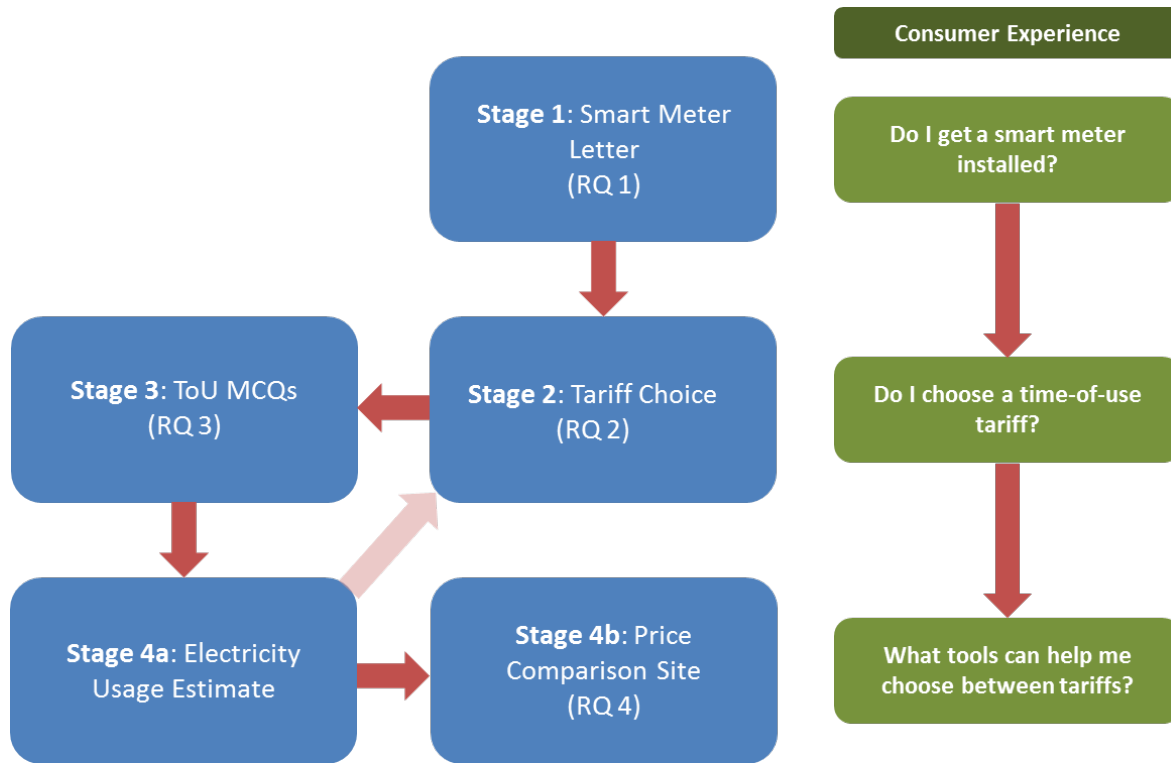 Consumer Experience
Stage 1: Smart Meter
Letter
(RQ 1)
Do I get a smart meter
installed?
Stage 3: ToU MCQs
(RQ 3)
Stage 2: Tariff Choice
(RQ 2)
Do I choose a time-of-use
tariff?
Stage 4a: Electricity
Usage Estimate
Stage 4b: Price
Comparison Site
(RQ 4)
What tools can help me
choose between tariffs?